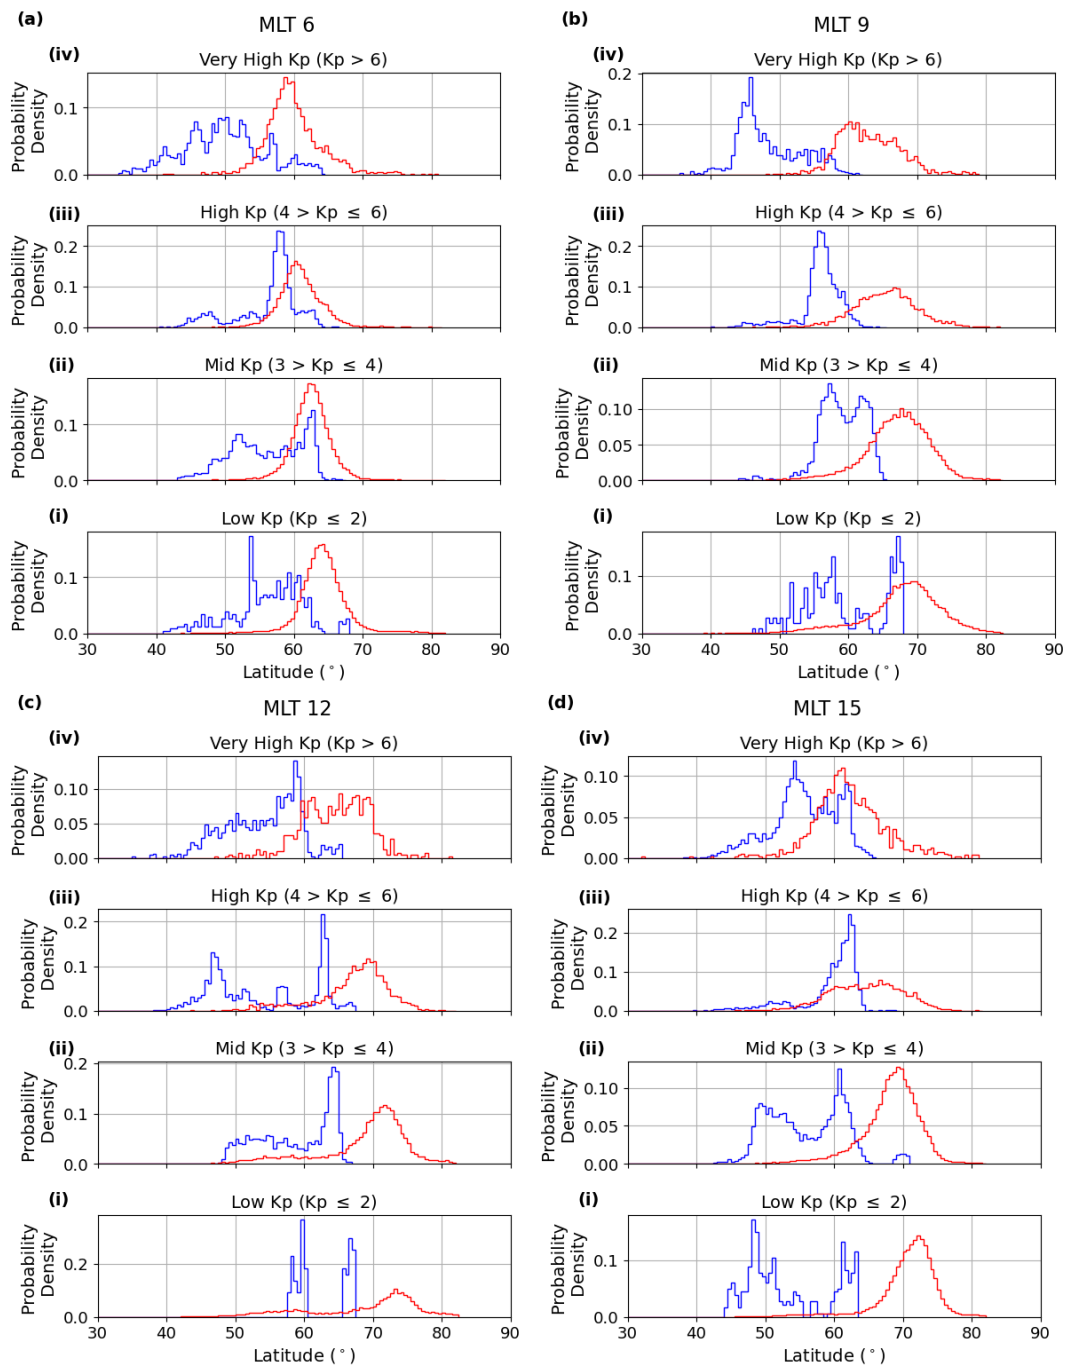 (a) MLT 6
(iv) Very High Kp (Kp > 6)
Probability
Density
0.1
0.0
(iii) High Kp (4 > Kp ≤ 6)
Probability
Density
0.2
0.1
0.0
(ii) Mid Kp (3 > Kp ≤ 4)
Probability
Density
0.1
0.0
(i) Low Kp (Kp ≤ 2)
Probability
Density
0.1
0.0
30 40 50 60 70 80 90
Latitude (°)
(b) MLT 9
(iv) Very High Kp (Kp > 6)
Probability
Density
0.2
0.1
0.0
(iii) High Kp (4 > Kp ≤ 6)
Probability
Density
0.2
0.1
0.0
(ii) Mid Kp (3 > Kp ≤ 4)
Probability
Density
0.10
0.05
0.00
(i) Low Kp (Kp ≤ 2)
Probability
Density
0.1
0.0
30 40 50 60 70 80 90
Latitude (°)
(c) MLT 12
(iv) Very High Kp (Kp > 6)
Probability
Density
0.10
0.05
0.00
(iii) High Kp (4 > Kp ≤ 6)
Probability
Density
0.2
0.1
0.0
(ii) Mid Kp (3 > Kp ≤ 4)
Probability
Density
0.2
0.1
0.0
(i) Low Kp (Kp ≤ 2)
Probability
Density
0.2
0.0
30 40 50 60 70 80 90
Latitude (°)
(d) MLT 15
(iv) Very High Kp (Kp > 6)
Probability
Density
0.10
0.05
0.00
(iii) High Kp (4 > Kp ≤ 6)
Probability
Density
0.2
0.1
0.0
(ii) Mid Kp (3 > Kp ≤ 4)
Probability
Density
0.10
0.05
0.00
(i) Low Kp (Kp ≤ 2)
Probability
Density
0.1
0.0
30 40 50 60 70 80 90
Latitude (°)